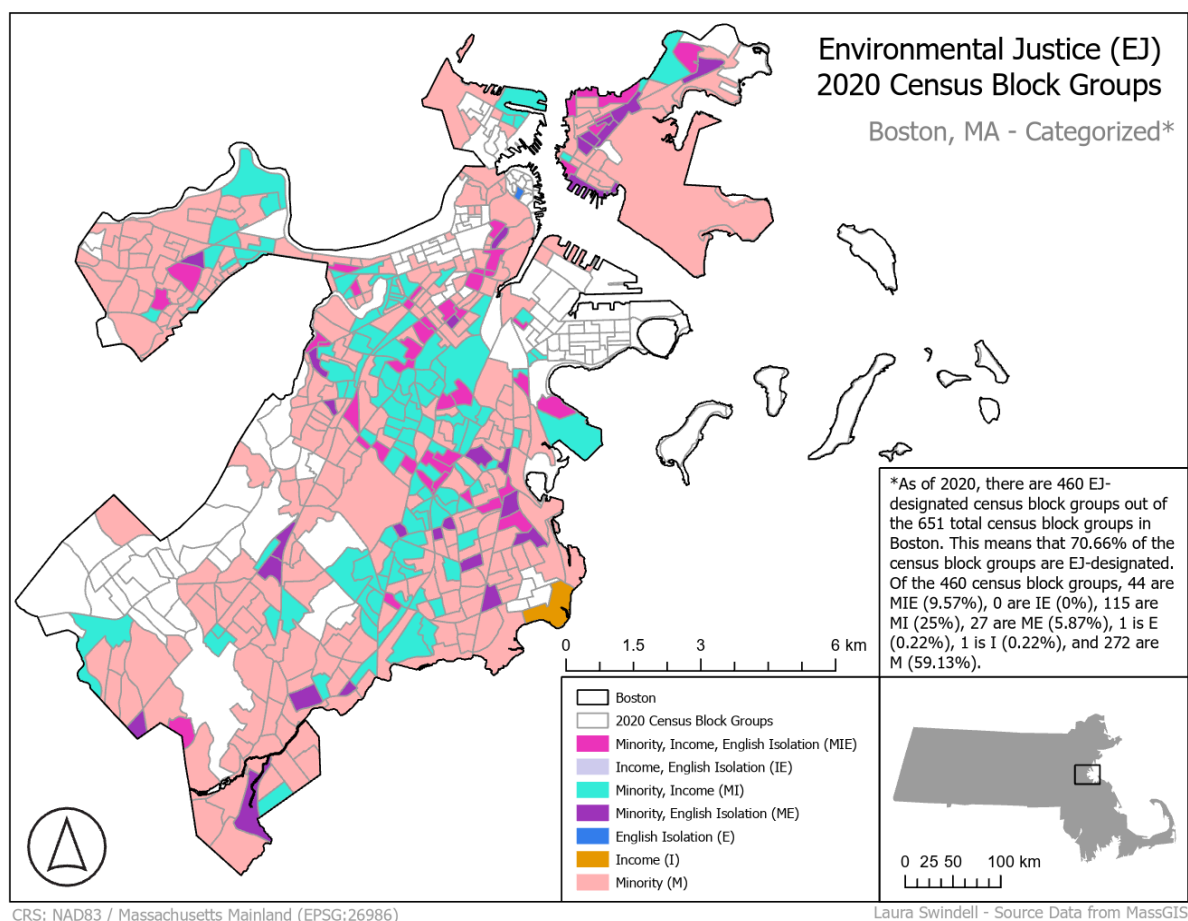 Environmental Justice (EJ)
2020 Census Block Groups
Boston, MA - Categorized*
*As of 2020, there are 460 EJ-
designated census block groups out of
the 651 total census block groups in
Boston. This means that 70.66% of the
census block groups are EJ-designated.
Of the 460 census block groups, 44 are
MIE (9.57%), 0 are IE (0%), 115 are
MI (25%), 27 are ME (5.87%), 1 is E
(0.22%), 1 is I (0.22%), and 272 are
M (59.13%).
0 1.5 3 6 km
Boston
2020 Census Block Groups
Minority, Income, English Isolation (MIE)
Income, English Isolation (IE)
Minority, Income (MI)
Minority, English Isolation (ME)
English Isolation (E)
Income (I)
Minority (M)
0 25 50 100 km
CRS: NAD83 / Massachusetts Mainland (EPSG:26986)
Laura Swindell - Source Data from MassGIS